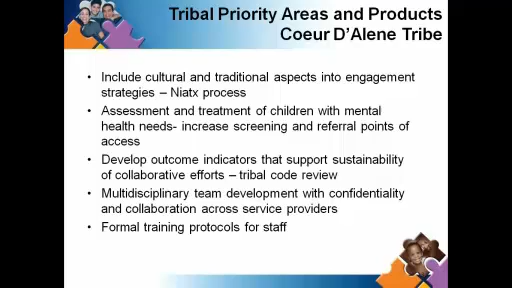 Tribal Priority Areas and Products
Coeur D'Alene Tribe
• Include cultural and traditional aspects into engagement
strategies – Niatx process
• Assessment and treatment of children with mental
health needs- increase screening and referral points of
access
• Develop outcome indicators that support sustainability
of collaborative efforts – tribal code review
• Multidisciplinary team development with confidentiality
and collaboration across service providers
• Formal training protocols for staff